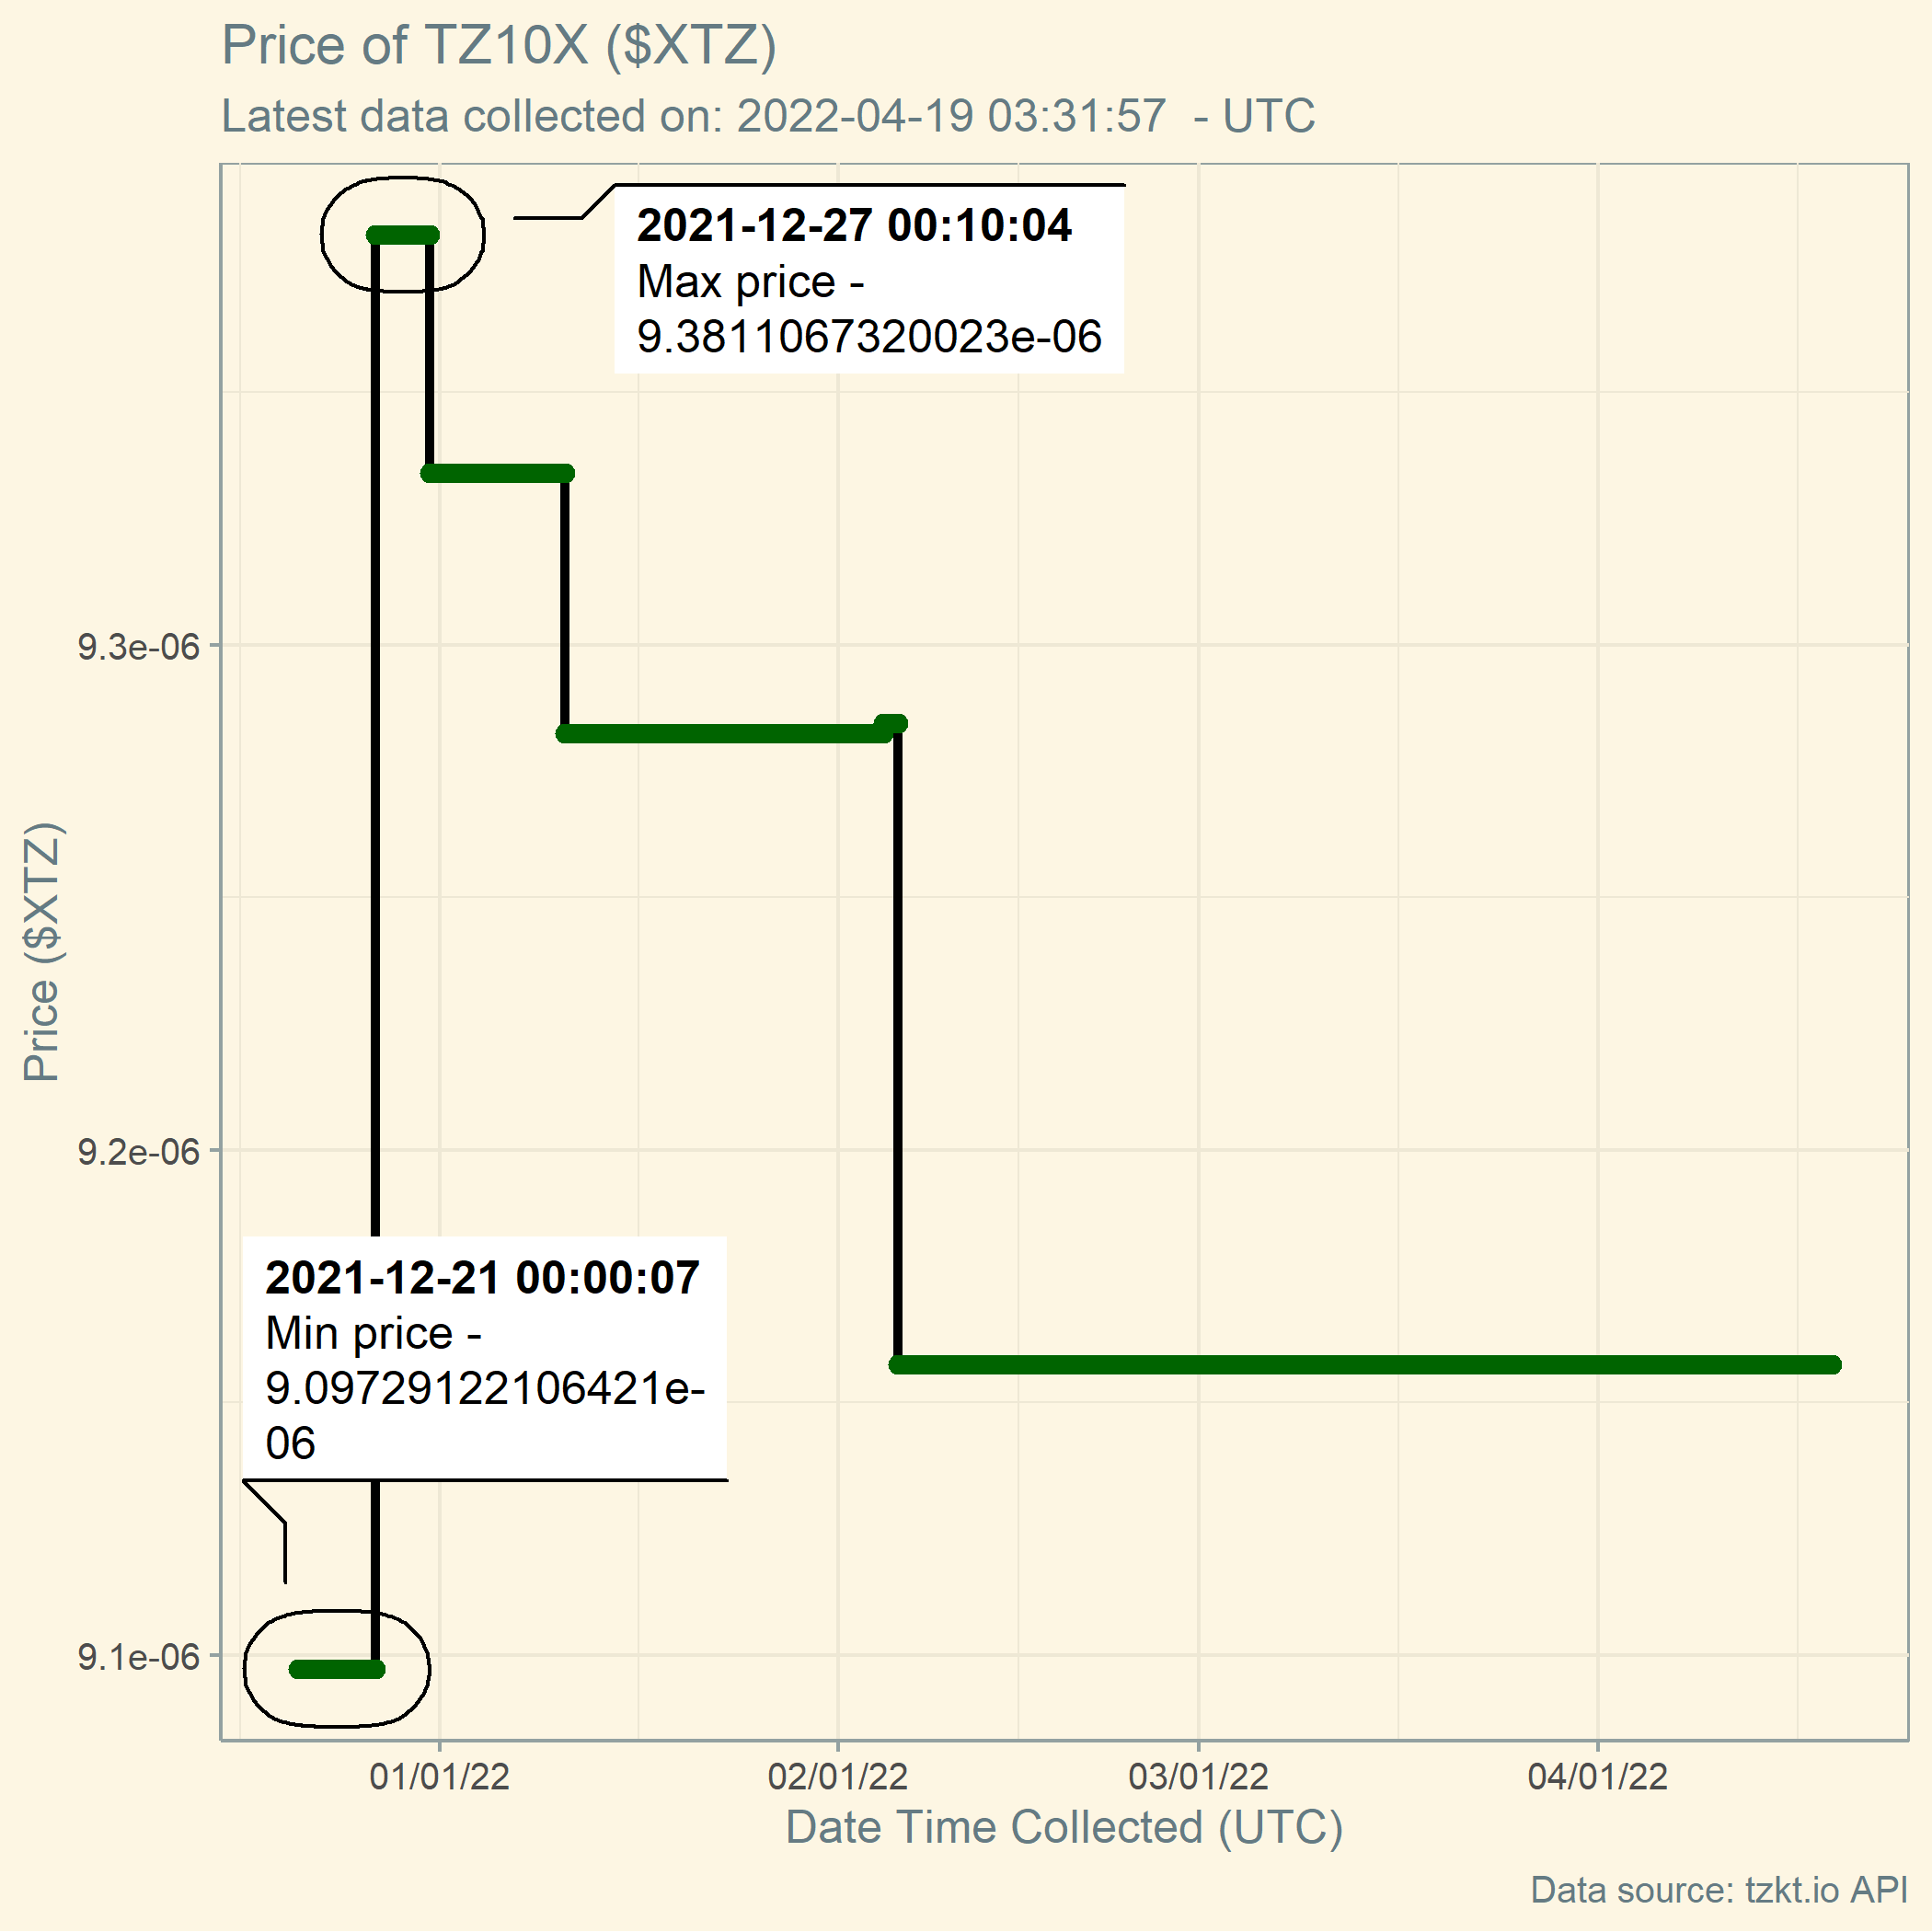 Price of TZ10X ($XTZ)
Latest data collected on: 2022-04-19 03:31:57  - UTC
2021-12-27 00:10:04
Max price -
9.3811067320023e-06
9.3e-06
Price ($XTZ)
9.2e-06
2021-12-21 00:00:07
Min price -
9.09729122106421e-
06
9.1e-06
01/01/22
02/01/22
03/01/22
04/01/22
Date Time Collected (UTC)
Data source: tzkt.io API